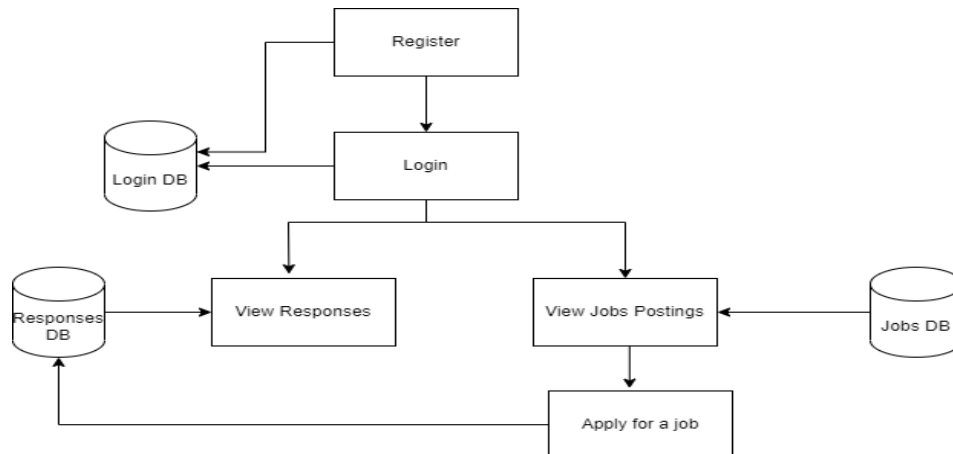 Register
Login DB
Login
Responses
DB
View Responses
View Jobs Postings
Jobs DB
Apply for a job